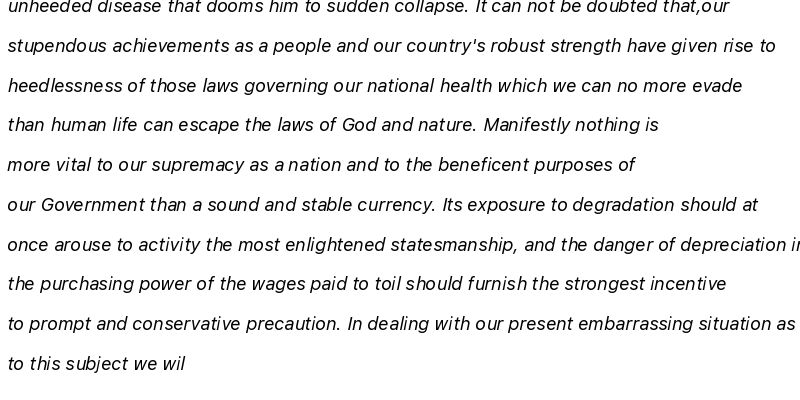 unheeded disease that dooms him to sudden collapse. It can not be doubted that,our
stupendous achievements as a people and our country's robust strength have given rise to
heedlessness of those laws governing our national health which we can no more evade
than human life can escape the laws of God and nature. Manifestly nothing is
more vital to our supremacy as a nation and to the beneficent purposes of
our Government than a sound and stable currency. Its exposure to degradation should at
once arouse to activity the most enlightened statesmanship, and the danger of depreciation in
the purchasing power of the wages paid to toil should furnish the strongest incentive
to prompt and conservative precaution. In dealing with our present embarrassing situation as
to this subject we wil